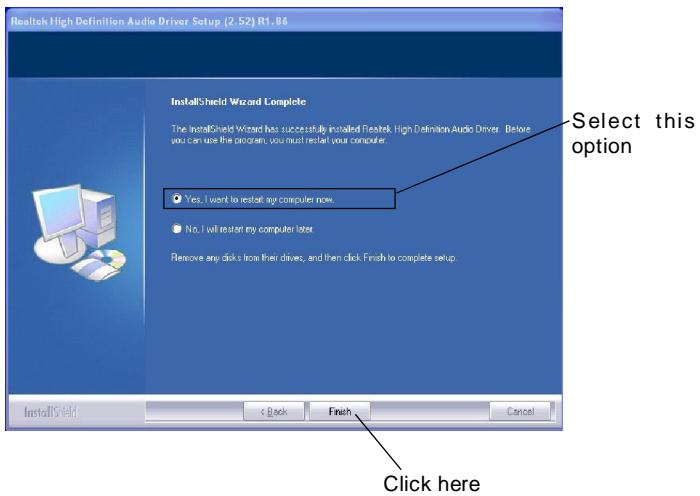 Realtek High Definition Audio Driver Setup (2.52) R1.86
InstallShield Wizard Complete
The InstallShield Wizard has successfully installed Realtek High Definition Audio Driver. Before
you can use the program, you must restart your computer.
Select this
option
Yes, I want to restart my computer now.
No, I will restart my computer later.
Remove any disks from their drives, and then click Finish to complete setup.
InstallShield
< Back
Finish
Cancel
Click here